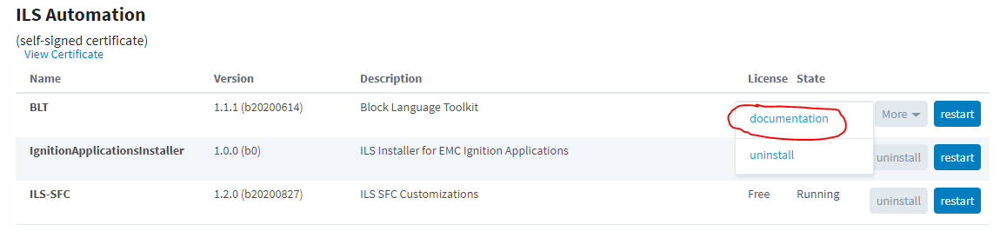 ILS Automation
(self-signed certificate)
View Certificate
Name Version Description License State
BLT 1.1.1 (b20200614) Block Language Toolkit documentation More restart
IgnitionApplicationsInstaller 1.0.0 (b0) ILS Installer for EMC Ignition Applications uninstall uninstall restart
ILS-SFC 1.2.0 (b20200827) ILS SFC Customizations Free Running uninstall restart